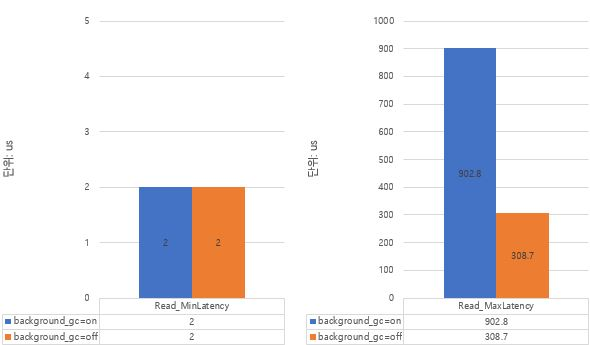 5
4
3
2
1
0
단위: us
2
2
Read_MinLatency
background_gc=on 2
background_gc=off 2
1000
900
800
700
600
500
400
300
200
100
0
단위: us
902.8
308.7
Read_MaxLatency
background_gc=on 902.8
background_gc=off 308.7